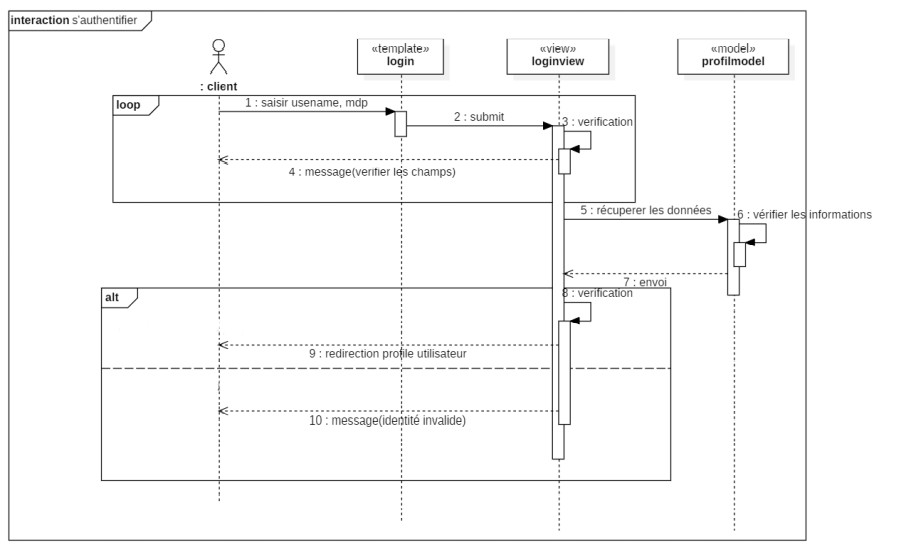 interaction s'authentifier
«template»
login
«view»
loginview
«model»
profilmodel
: client
loop
1 : saisir usename, mdp
2 : submit
3 : verification
4 : message(verifier les champs)
5 : récuperer les données
6 : vérifier les informations
7 : envoi
alt
8 : verification
9 : redirection profile utilisateur
10 : message(identité invalide)